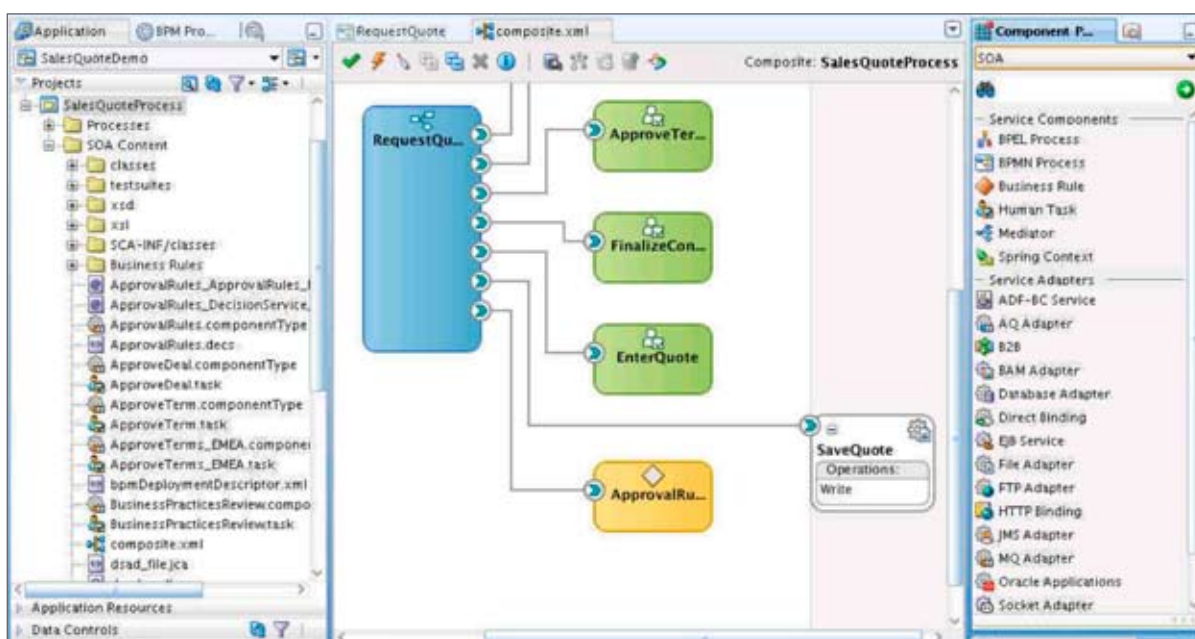 Application
BPM Pro...
SalesQuoteDemo
Projects
SalesQuoteProcess
Processes
SOA Content
classes
testsuites
xsd
xsl
SCA-INF/classes
Business Rules
ApprovalRules_ApprovalRules_
ApprovalRules_DecisionService,
ApprovalRules.componentType
ApprovalRules.decs
ApproveDeal.componentType
ApproveDeal.task
ApproveTerm.componentType
ApproveTerm.task
ApproveTerms_EMEA.componei
ApproveTerms_EMEA.task
bpmDeploymentDescriptor.xml
BusinessPracticesReview.compo
BusinessPracticesReview.task
composite.xml
dsad_file.jca
Application Resources
Data Controls
RequestQuote
composite.xml
Composite: SalesQuoteProcess
RequestQu...
ApproveTer...
FinalizeCon...
EnterQuote
SaveQuote
Operations:
Write
ApprovalRu...
Component P...
SOA
Service Components
BPEL Process
BPMN Process
Business Rule
Human Task
Mediator
Spring Context
Service Adapters
ADF-BC Service
AQ Adapter
B2B
BAM Adapter
Database Adapter
Direct Binding
EJB Service
File Adapter
FTP Adapter
HTTP Binding
JMS Adapter
MQ Adapter
Oracle Applications
Socket Adapter